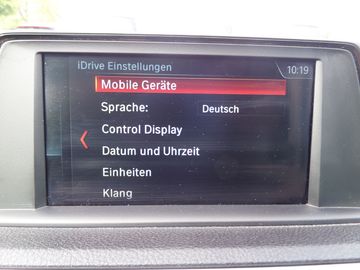 iDrive Einstellungen 10:19
Mobile Geräte
Sprache: Deutsch
Control Display
Datum und Uhrzeit
Einheiten
Klang